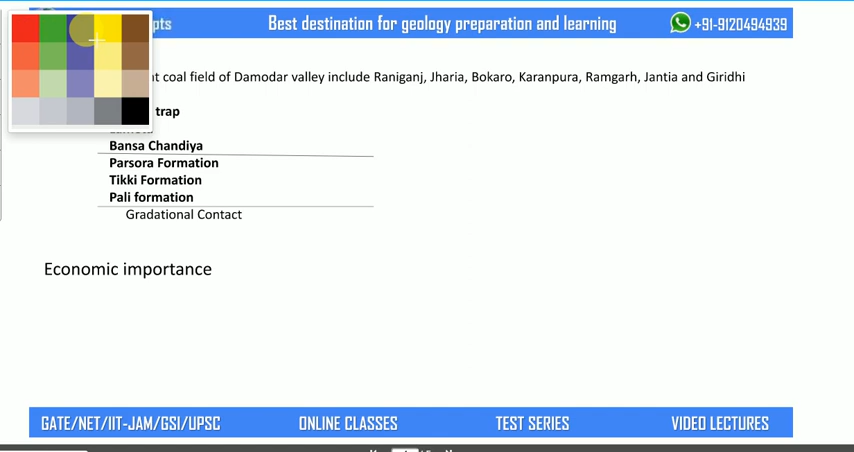 pts Best destination for geology preparation and learning +91-9120494939
nt coal field of Damodar valley include Raniganj, Jharia, Bokaro, Karanpura, Ramgarh, Jantia and Giridhi
trap
Bansa Chandiya
Parsora Formation
Tikki Formation
Pali formation
Gradational Contact
Economic importance
GATE/NET/IIT-JAM/GSI/UPSC ONLINE CLASSES TEST SERIES VIDEO LECTURES